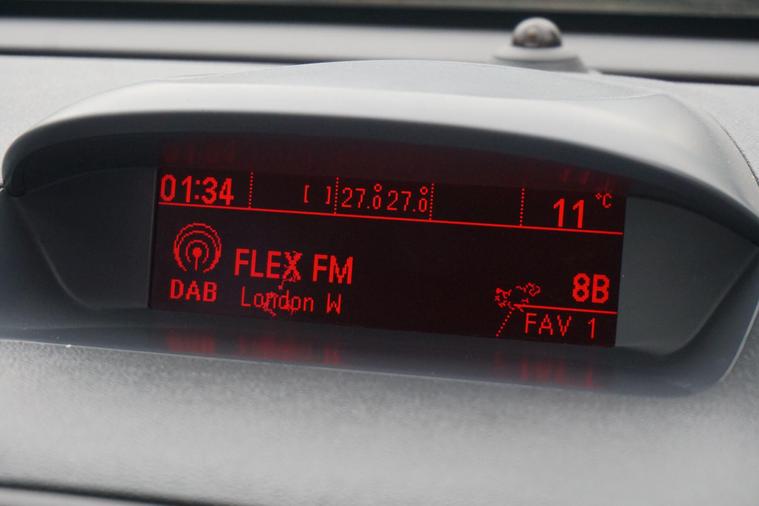 01:34 [ ] 27.0° 27.0° 11 °C
FLEX FM 8B
DAB London W FAV 1